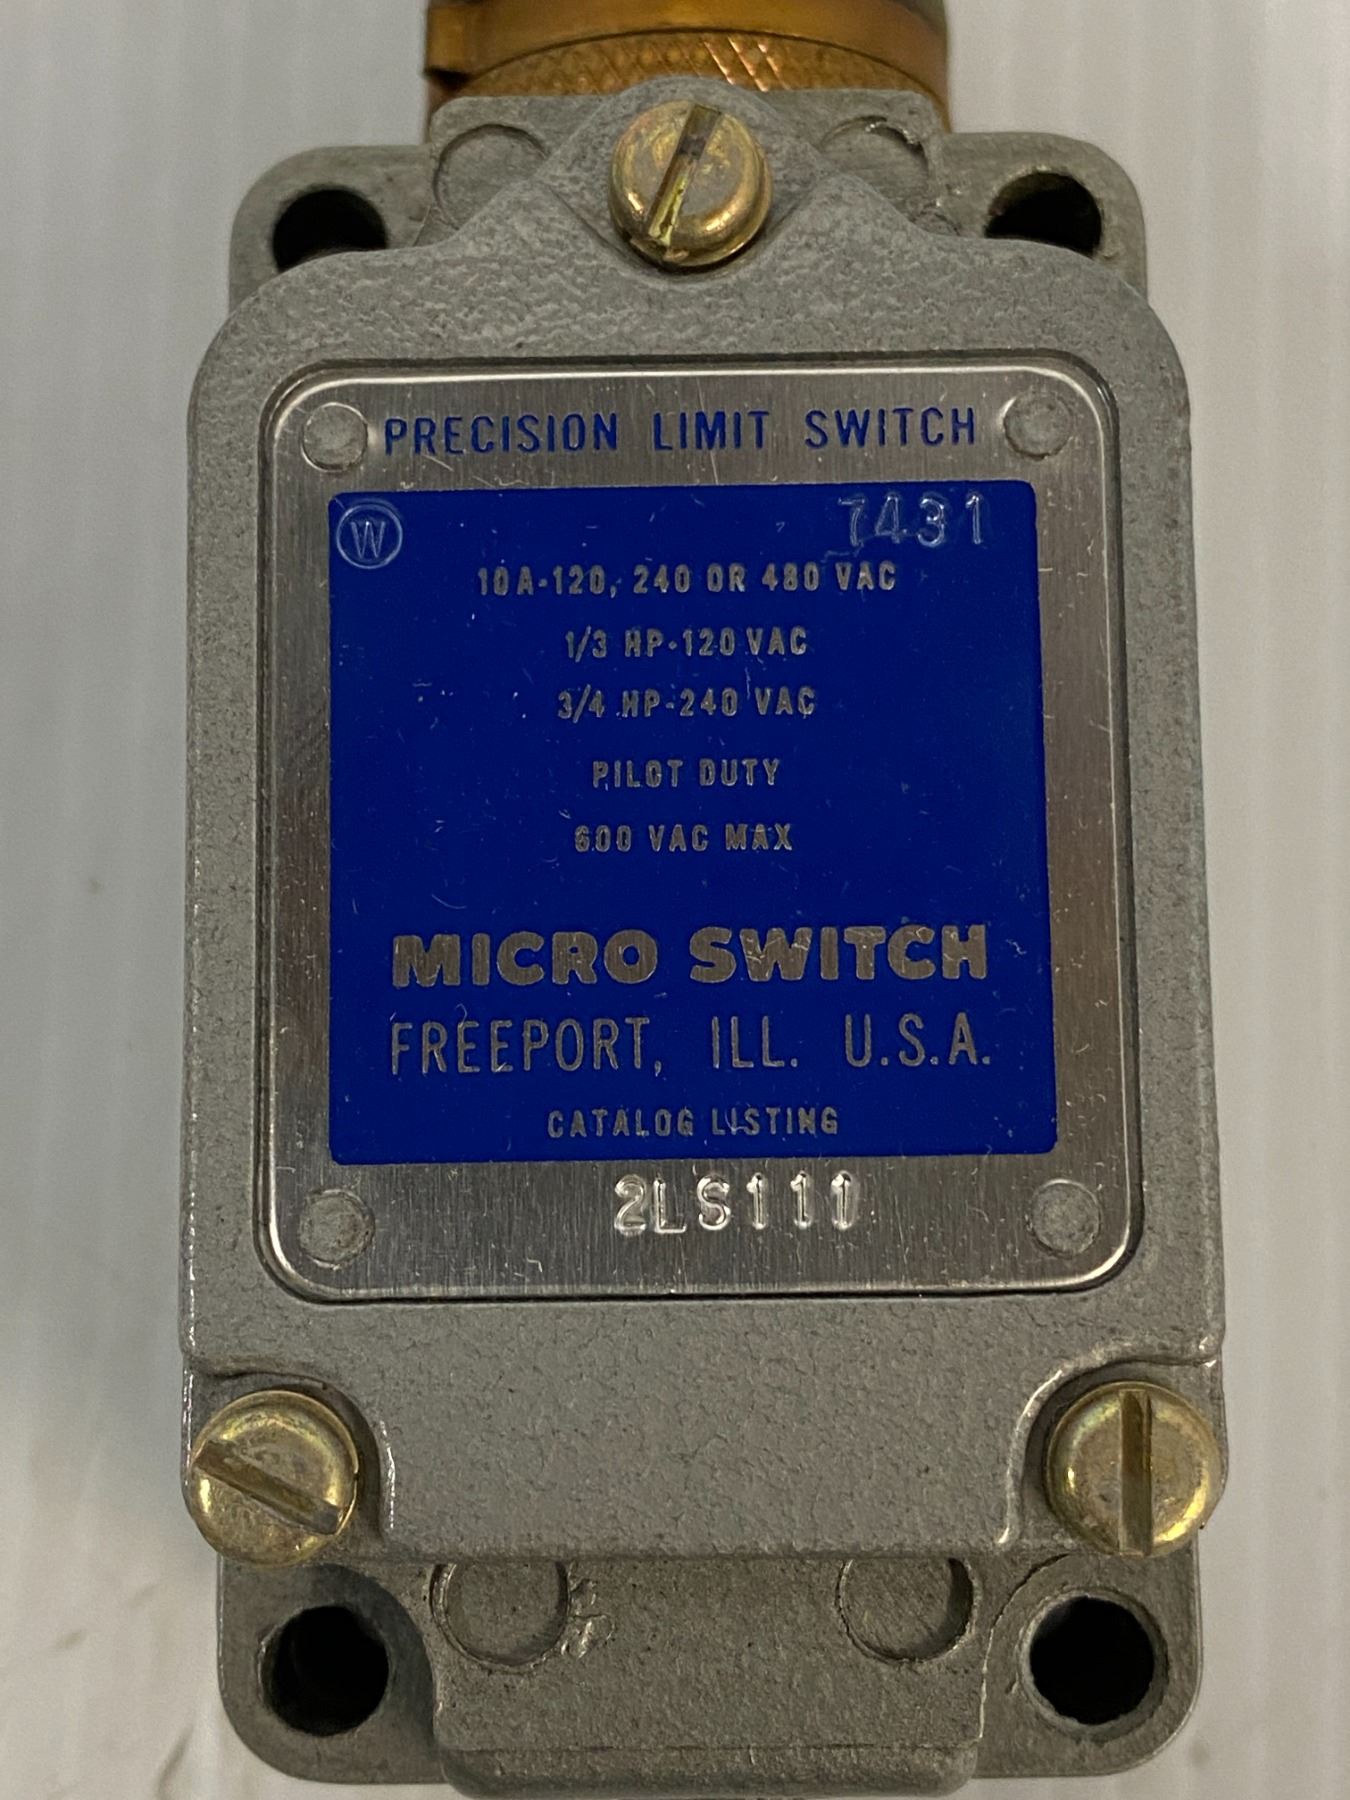 PRECISION LIMIT SWITCH
W 7431
10A-120, 240 OR 480 VAC
1/3 HP-120 VAC
3/4 HP-240 VAC
PILOT DUTY
600 VAC MAX
MICRO SWITCH
FREEPORT, ILL. U.S.A.
CATALOG LISTING
2LS111